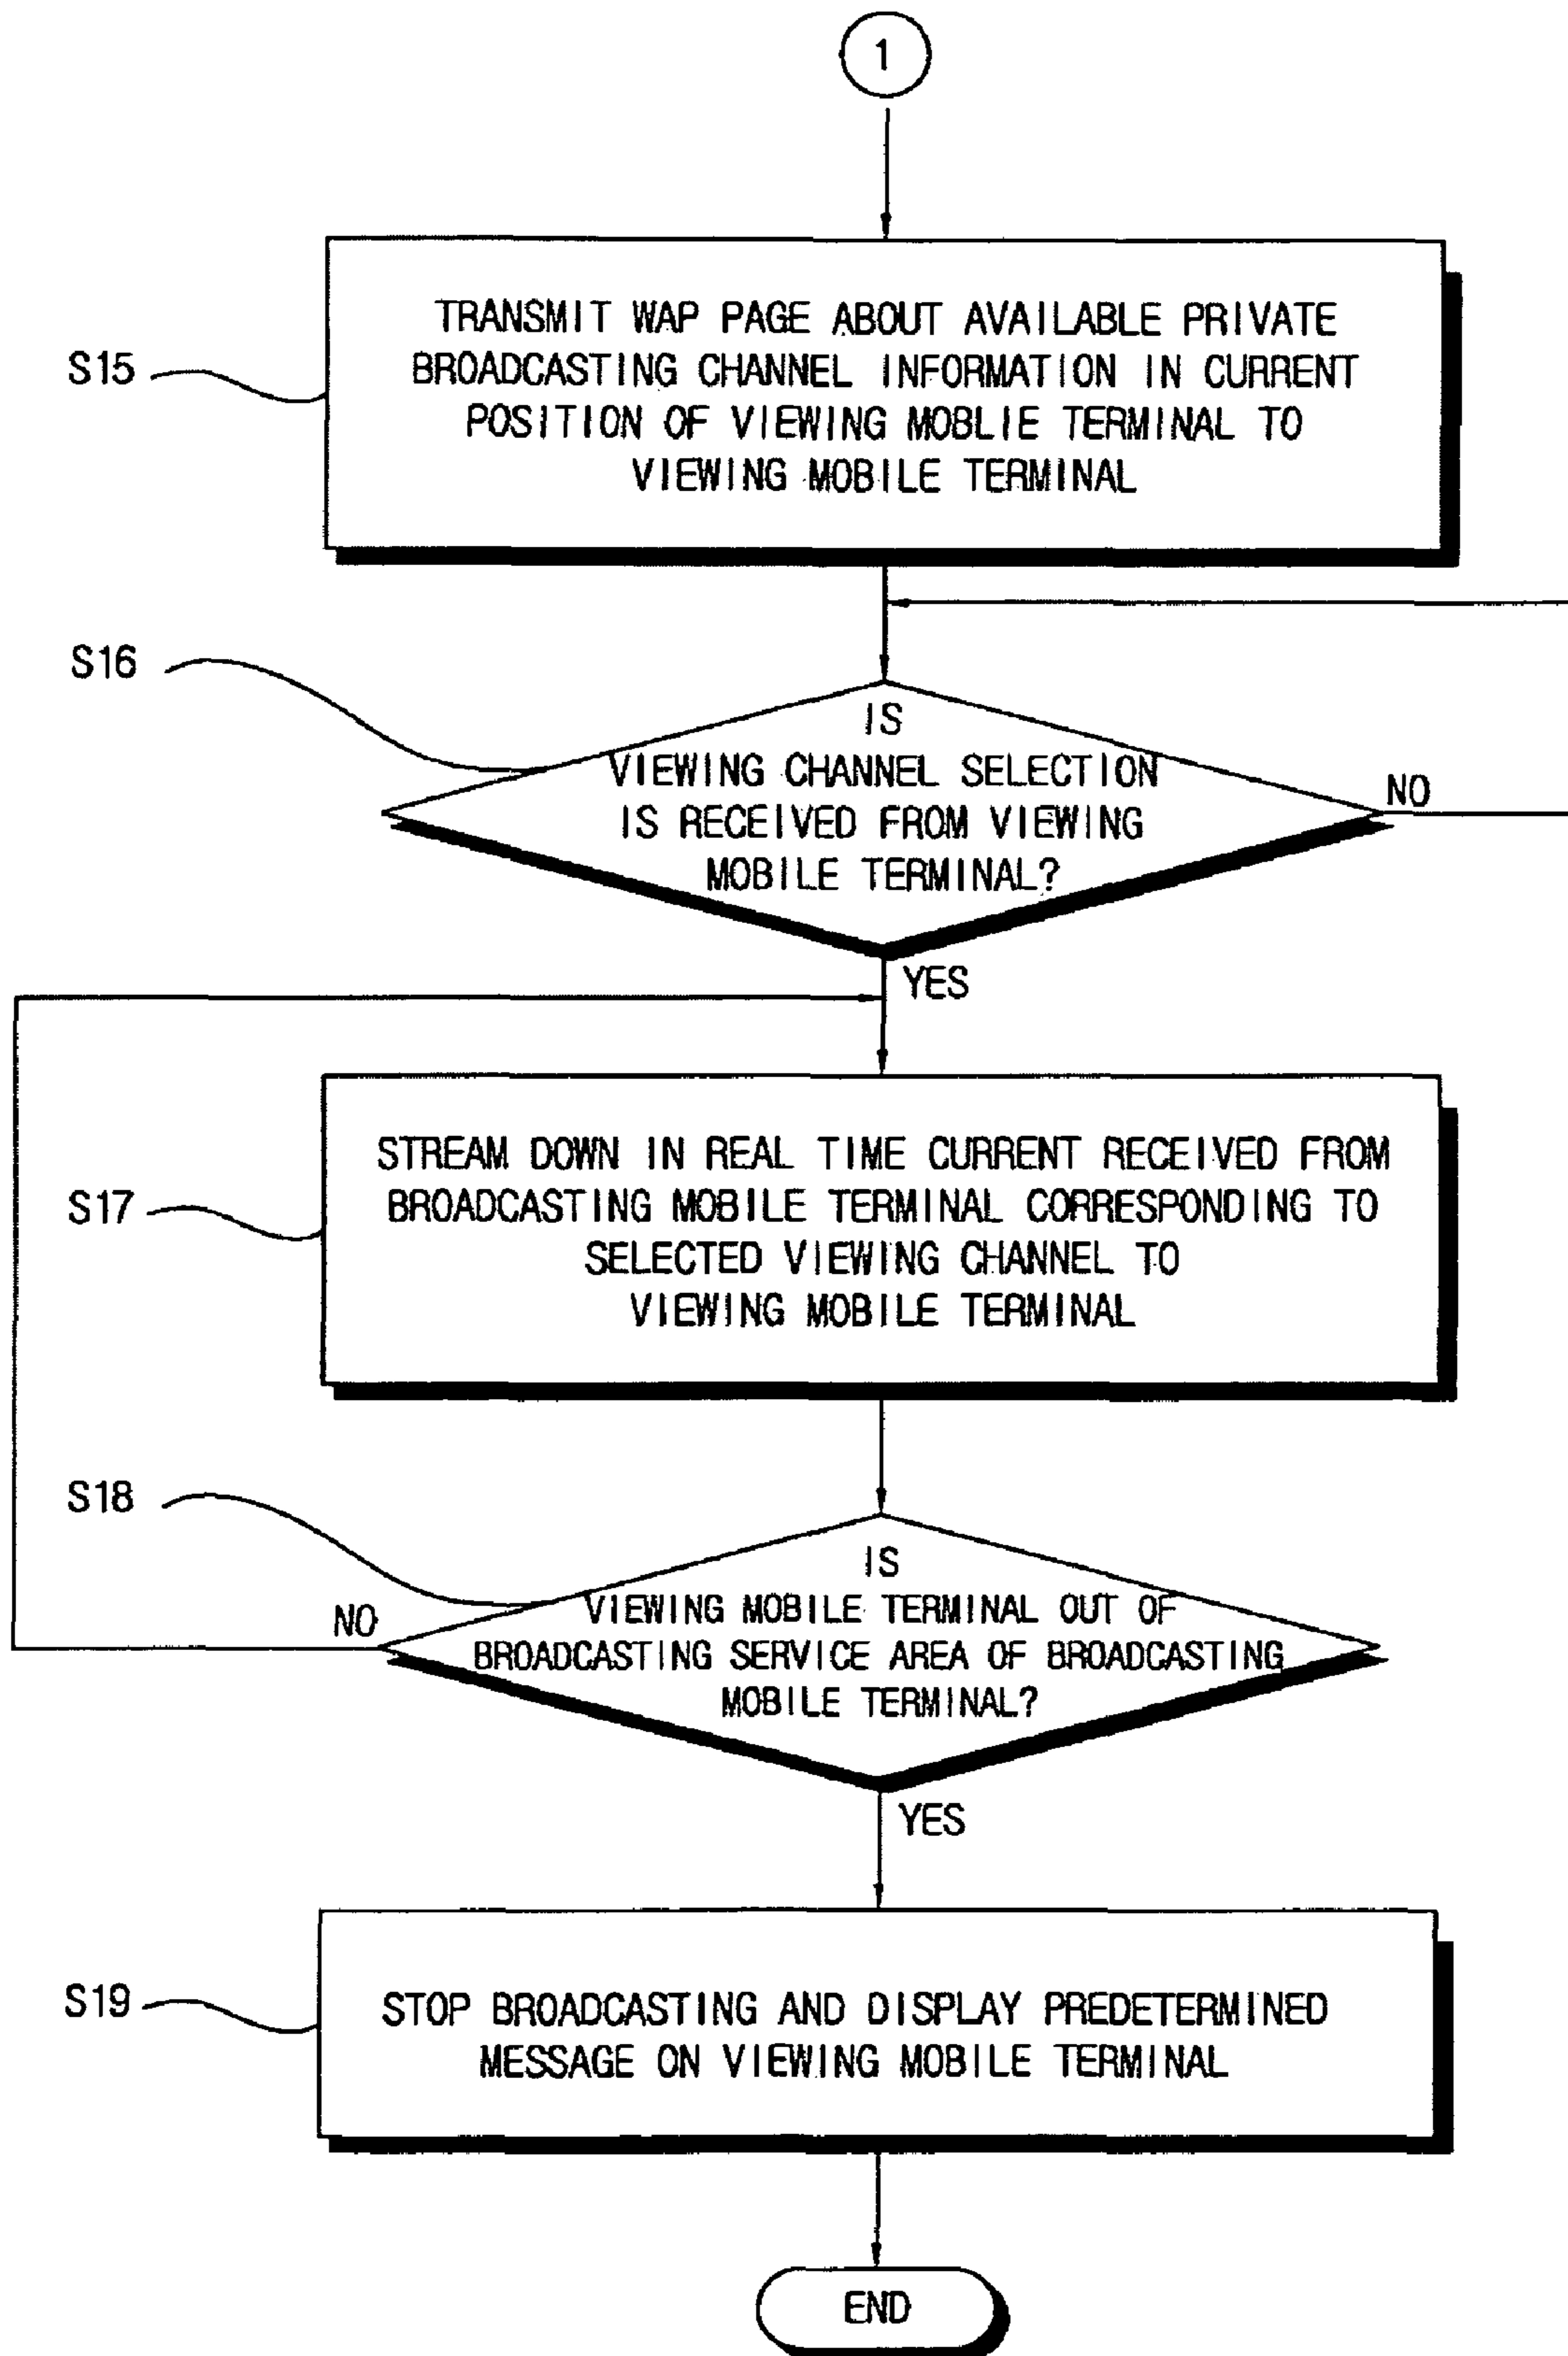 1
TRANSMIT WAP PAGE ABOUT AVAILABLE PRIVATE
BROADCASTING CHANNEL INFORMATION IN CURRENT
POSITION OF VIEWING MOBLIE TERMINAL TO
VIEWING MOBILE TERMINAL
S15
S16
IS
VIEWING CHANNEL SELECTION
IS RECEIVED FROM VIEWING
MOBILE TERMINAL?
NO
YES
STREAM DOWN IN REAL TIME CURRENT RECEIVED FROM
BROADCASTING MOBILE TERMINAL CORRESPONDING TO
SELECTED VIEWING CHANNEL TO
VIEWING MOBILE TERMINAL
S17
S18
IS
VIEWING MOBILE TERMINAL OUT OF
BROADCASTING SERVICE AREA OF BROADCASTING
MOBILE TERMINAL?
NO
YES
S19
STOP BROADCASTING AND DISPLAY PREDETERMINED
MESSAGE ON VIEWING MOBILE TERMINAL
END